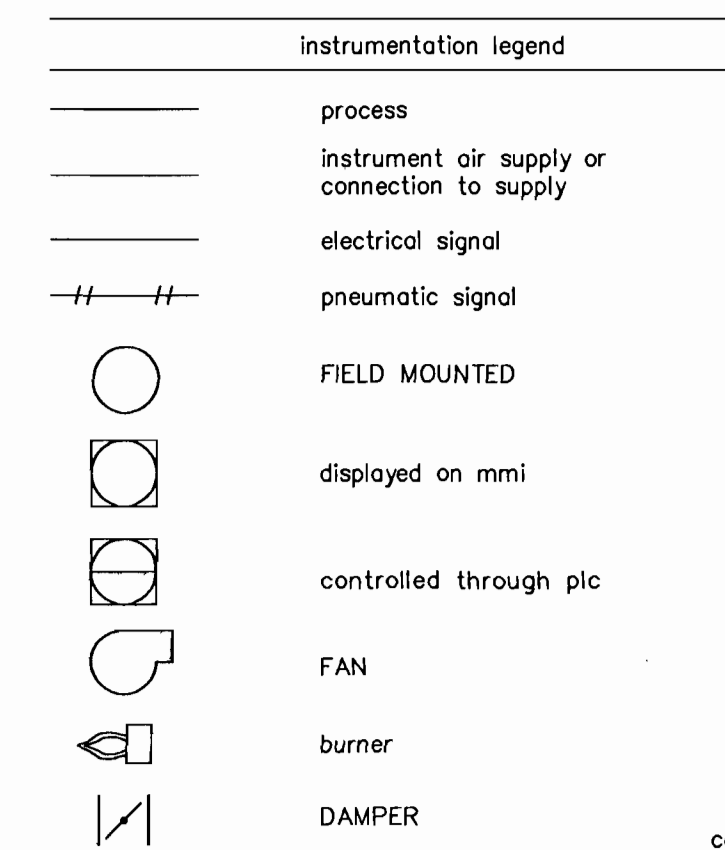 instrumentation legend
process
instrument air supply or
connection to supply
electrical signal
pneumatic signal
FIELD MOUNTED
displayed on mmi
controlled through plc
FAN
burner
DAMPER